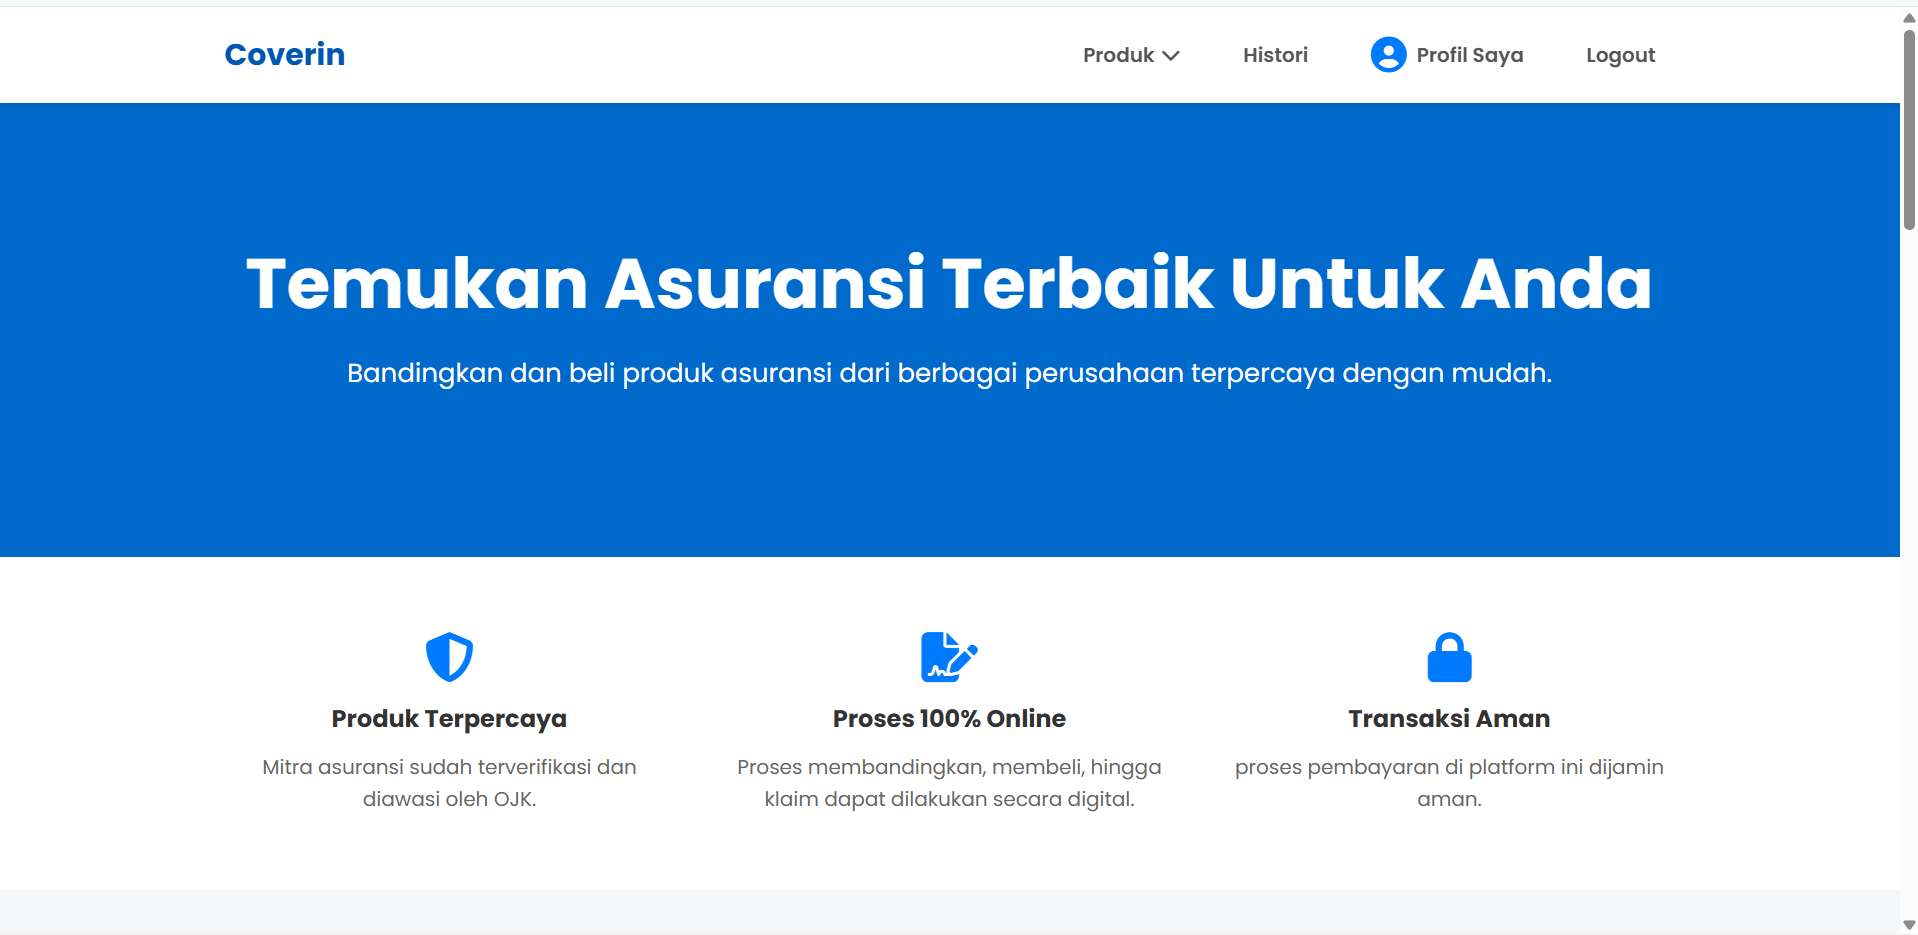 Coverin
Produk
Histori
Profil Saya
Logout
Temukan Asuransi Terbaik Untuk Anda
Bandingkan dan beli produk asuransi dari berbagai perusahaan terpercaya dengan mudah.
Produk Terpercaya
Mitra asuransi sudah terverifikasi dan
diawasi oleh OJK.
Proses 100% Online
Proses membandingkan, membeli, hingga
klaim dapat dilakukan secara digital.
Transaksi Aman
proses pembayaran di platform ini dijamin
aman.